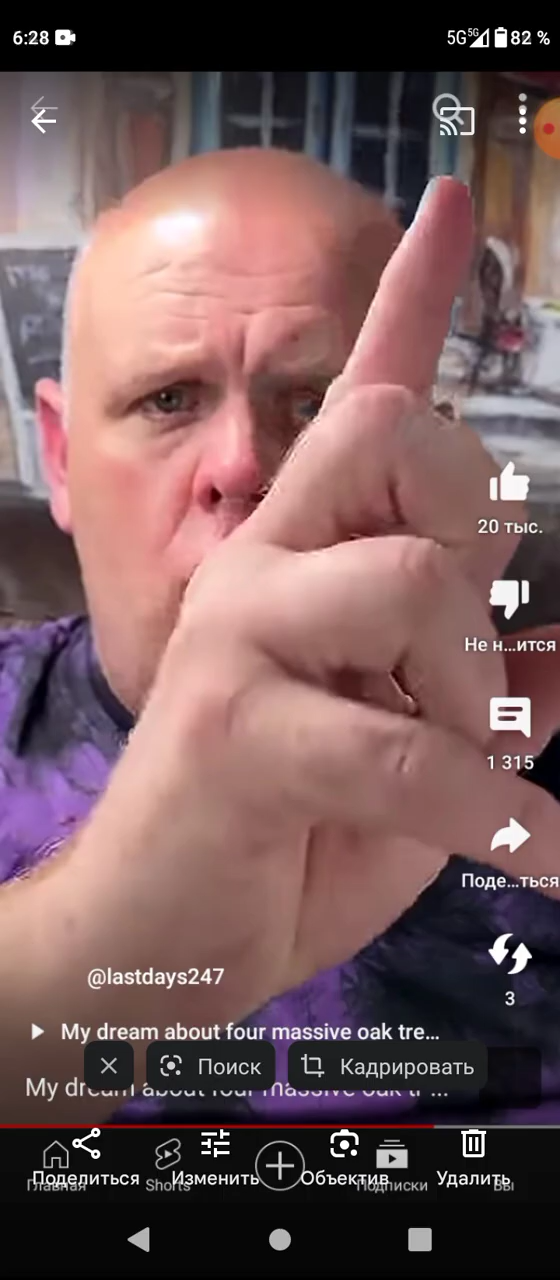 6:28
5G 5G 82 %
20 тыс.
Не н...ится
1 315
Поде...ться
3
@lastdays247
My dream about four massive oak tre...
Поиск
Кадрировать
My dream about four massive oak tr...
Поделиться
Изменить
Объектив
Удалить
Главная
Shorts
Подписки
Вы